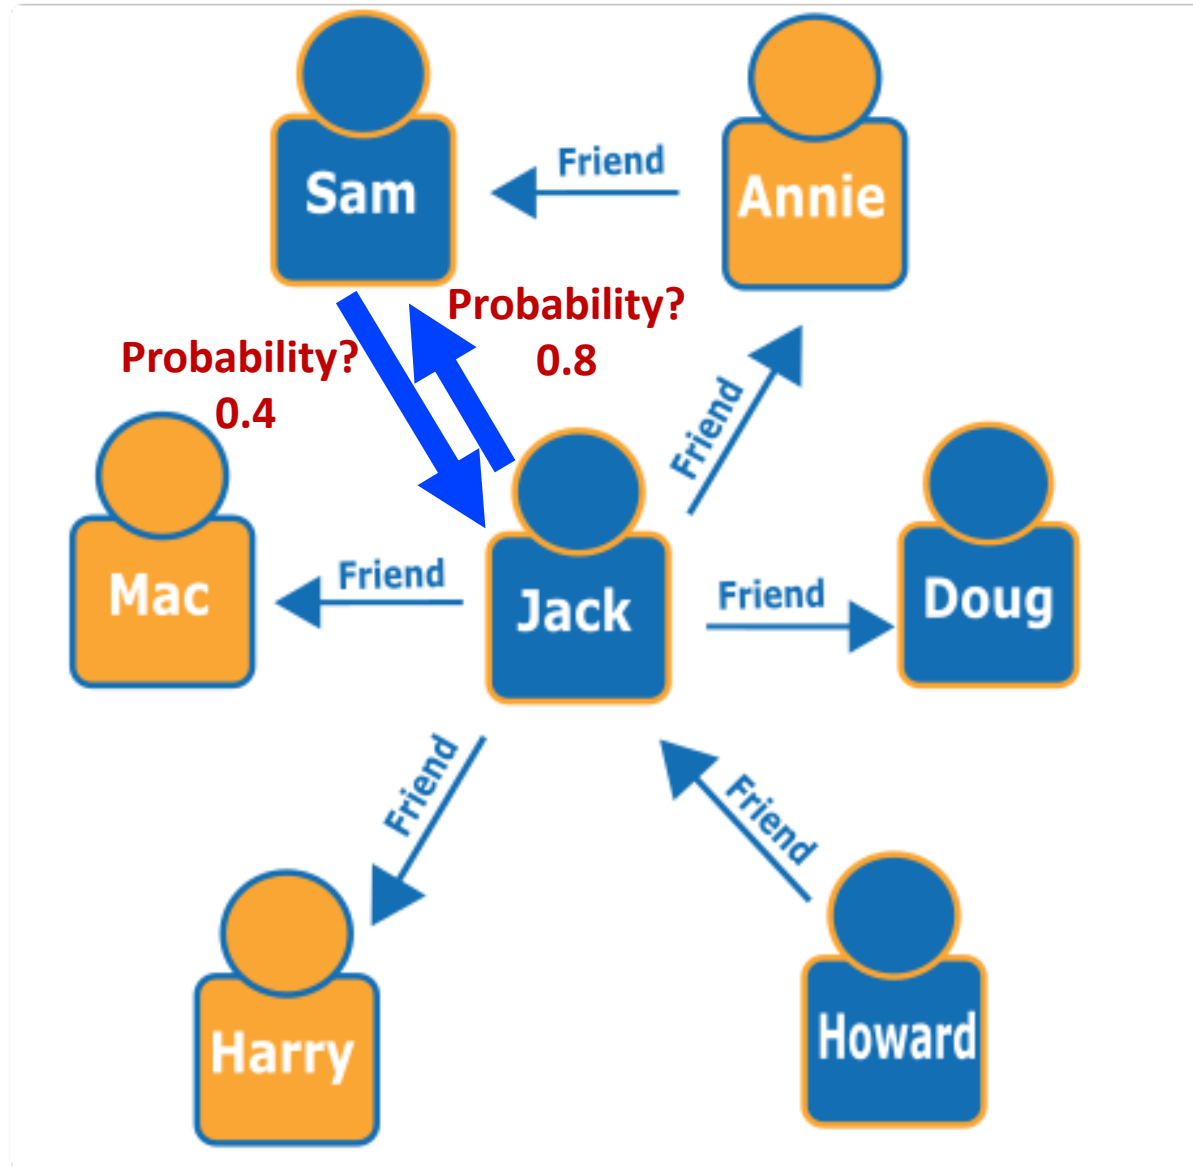 Friend
Sam
Annie
Probability?
0.8
Probability?
0.4
Friend
Friend
Mac
Jack
Friend
Doug
Friend
Friend
Harry
Howard